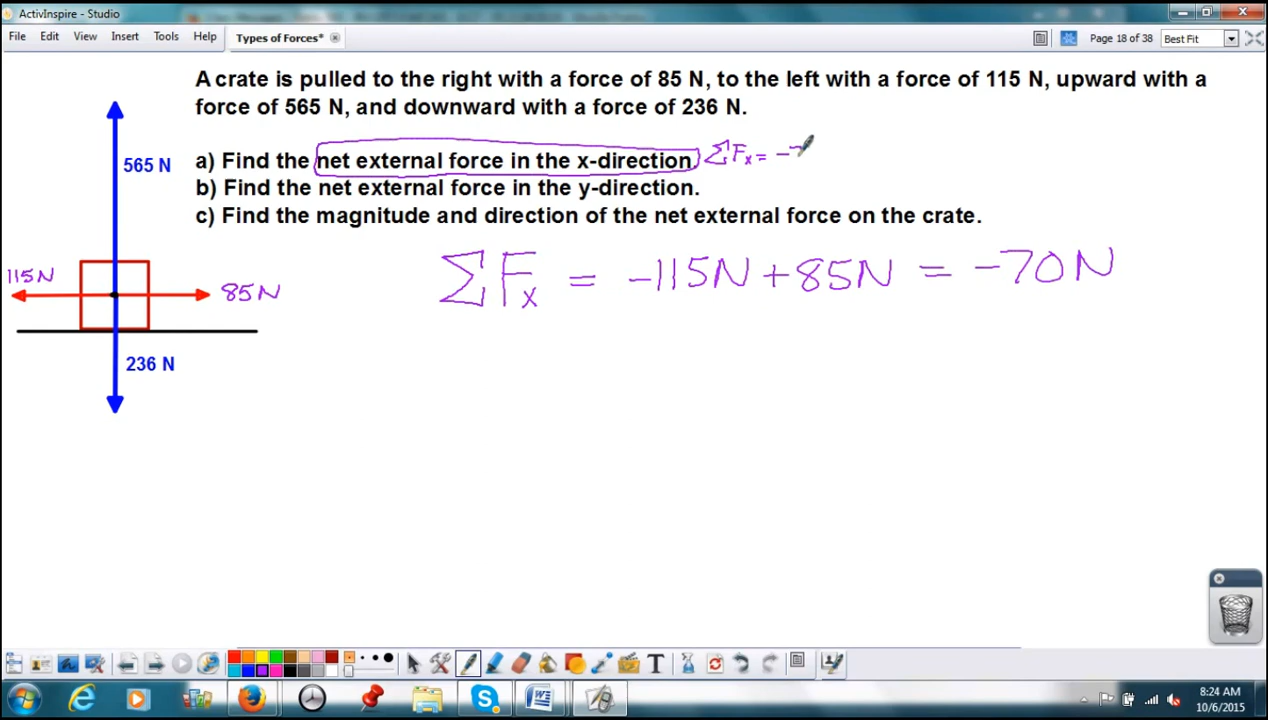 ActivInspire - Studio
File Edit View Insert Tools Help Types of Forces* Page 18 of 38 Best Fit
A crate is pulled to the right with a force of 85 N, to the left with a force of 115 N, upward with a
force of 565 N, and downward with a force of 236 N.
565 N
a) Find the net external force in the x-direction. ΣFx = -7
b) Find the net external force in the y-direction.
c) Find the magnitude and direction of the net external force on the crate.
115N
85N
ΣFx = -115N + 85N = -70N
236 N
8:24 AM
10/6/2015